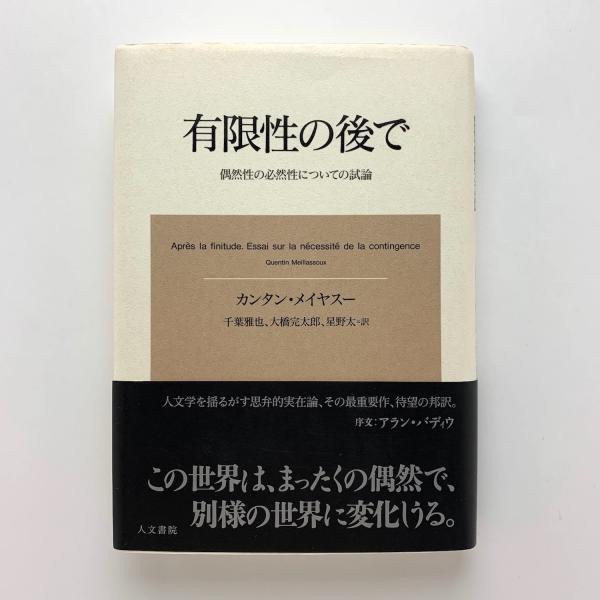 有限性の後で
偶然性の必然性についての試論
Après la finitude. Essai sur la nécessité de la contingence
Quentin Meillassoux
カンタン・メイヤスー
千葉雅也、大橋完太郎、星野太=訳
人文学を揺るがす思弁的実在論、その最重要作、待望の邦訳。
序文:アラン・バディウ
この世界は、まったくの偶然で、
別様の世界に変化しうる。
人文書院